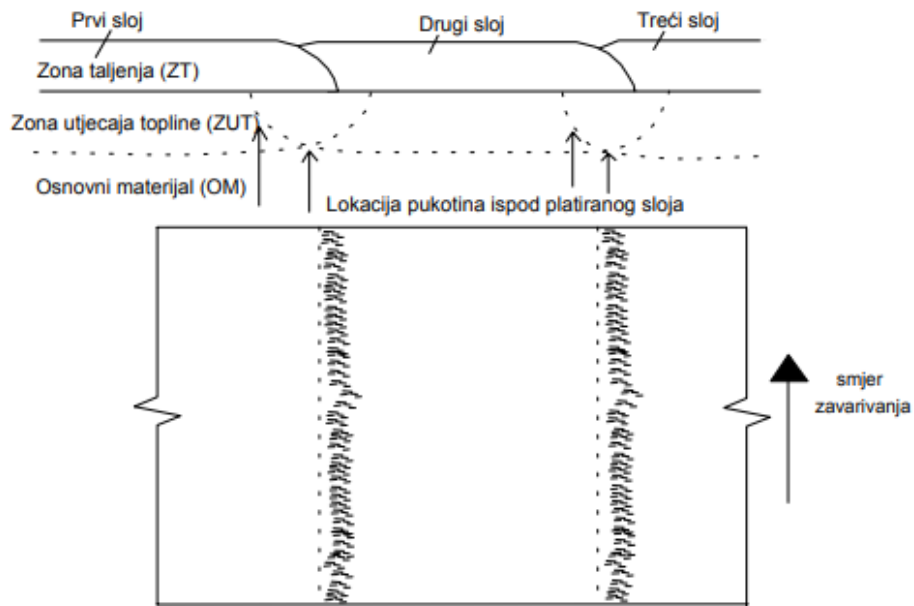 Prvi sloj
Drugi sloj
Treći sloj
Zona taljenja (ZT)
Zona utjecaja topline (ZUT)
Osnovni materijal (OM)
Lokacija pukotina ispod platiranog sloja
smjer
zavarivanja